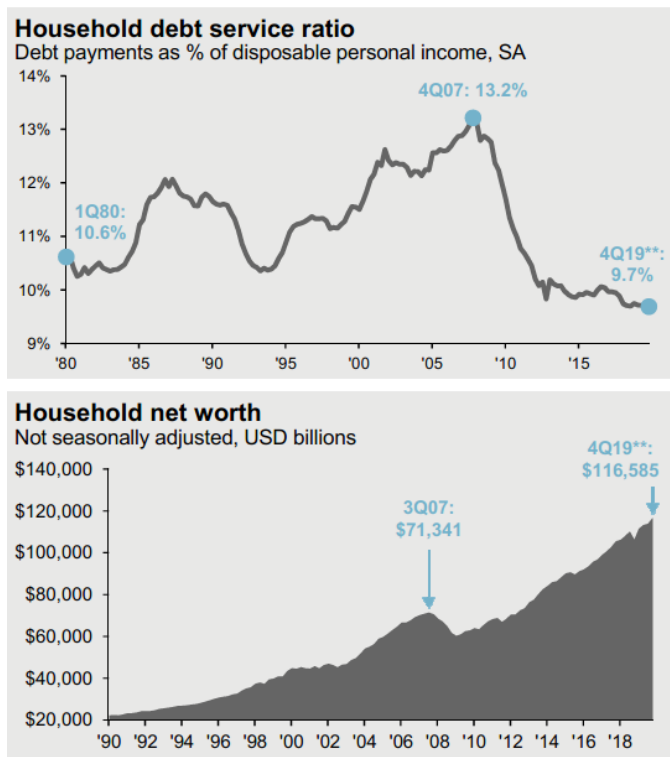 Household debt service ratio
Debt payments as % of disposable personal income, SA
14%
4Q07: 13.2%
13%
12%
1Q80:
10.6%
11%
4Q19**:
9.7%
10%
9%
'80 '85 '90 '95 '00 '05 '10 '15
Household net worth
Not seasonally adjusted, USD billions
4Q19**:
$116,585
$140,000
$120,000
3Q07:
$71,341
$100,000
$80,000
$60,000
$40,000
$20,000
'90 '92 '94 '96 '98 '00 '02 '04 '06 '08 '10 '12 '14 '16 '18